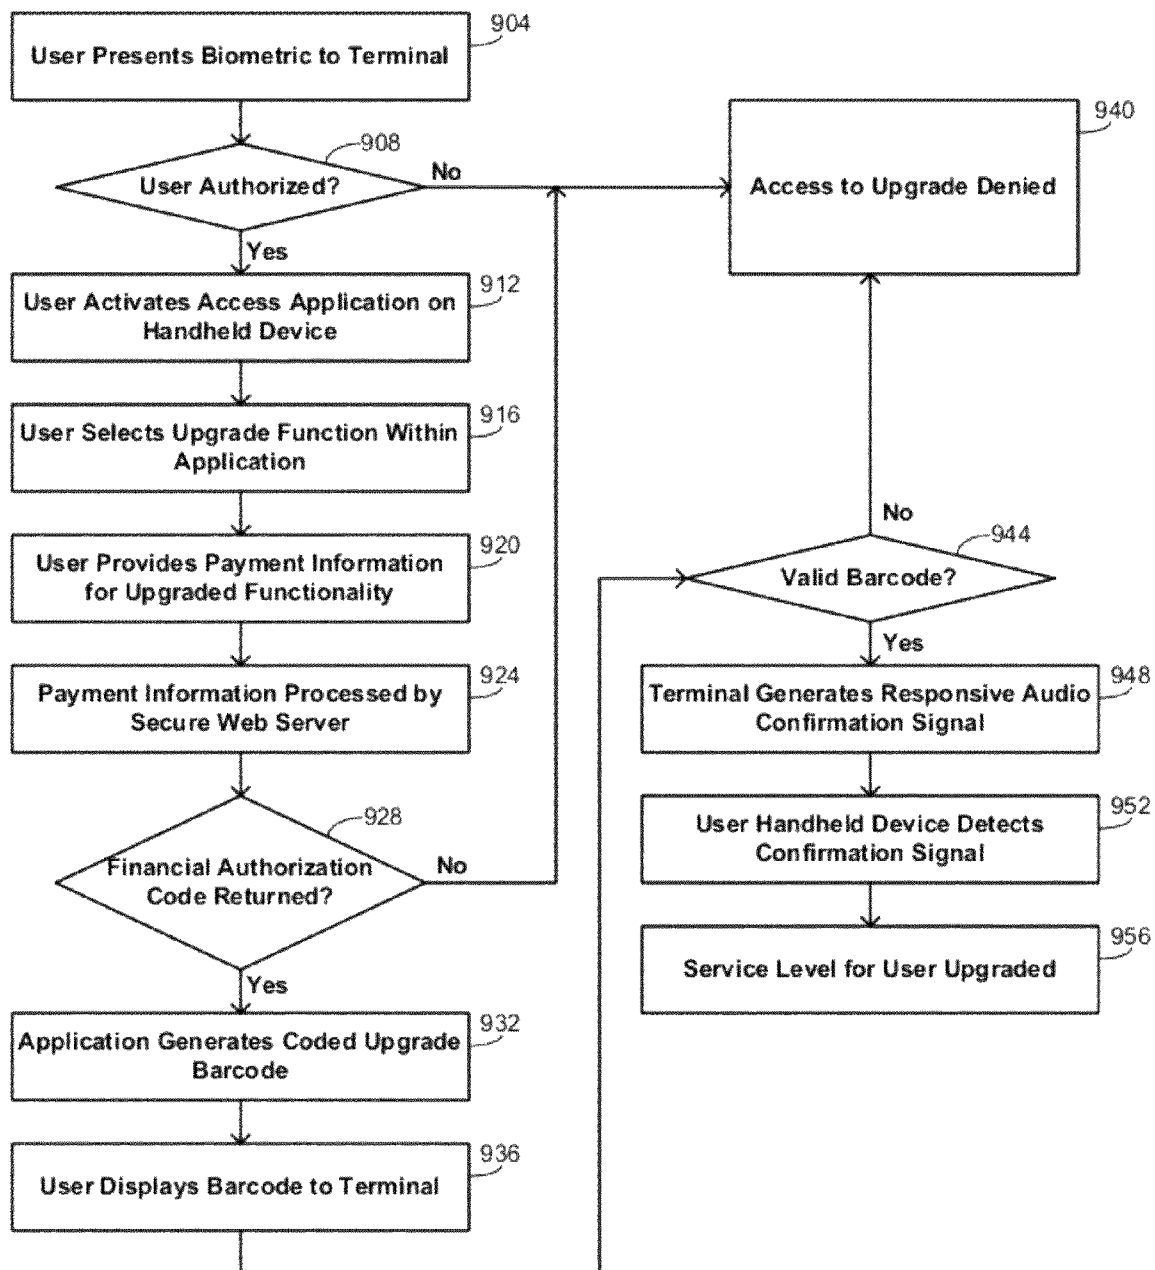 904
User Presents Biometric to Terminal
908
User Authorized?
No
Yes
912
User Activates Access Application on
Handheld Device
916
User Selects Upgrade Function Within
Application
920
User Provides Payment Information
for Upgraded Functionality
924
Payment Information Processed by
Secure Web Server
928
Financial Authorization
Code Returned?
No
Yes
932
Application Generates Coded Upgrade
Barcode
936
User Displays Barcode to Terminal
940
Access to Upgrade Denied
No
944
Valid Barcode?
Yes
948
Terminal Generates Responsive Audio
Confirmation Signal
952
User Handheld Device Detects
Confirmation Signal
956
Service Level for User Upgraded